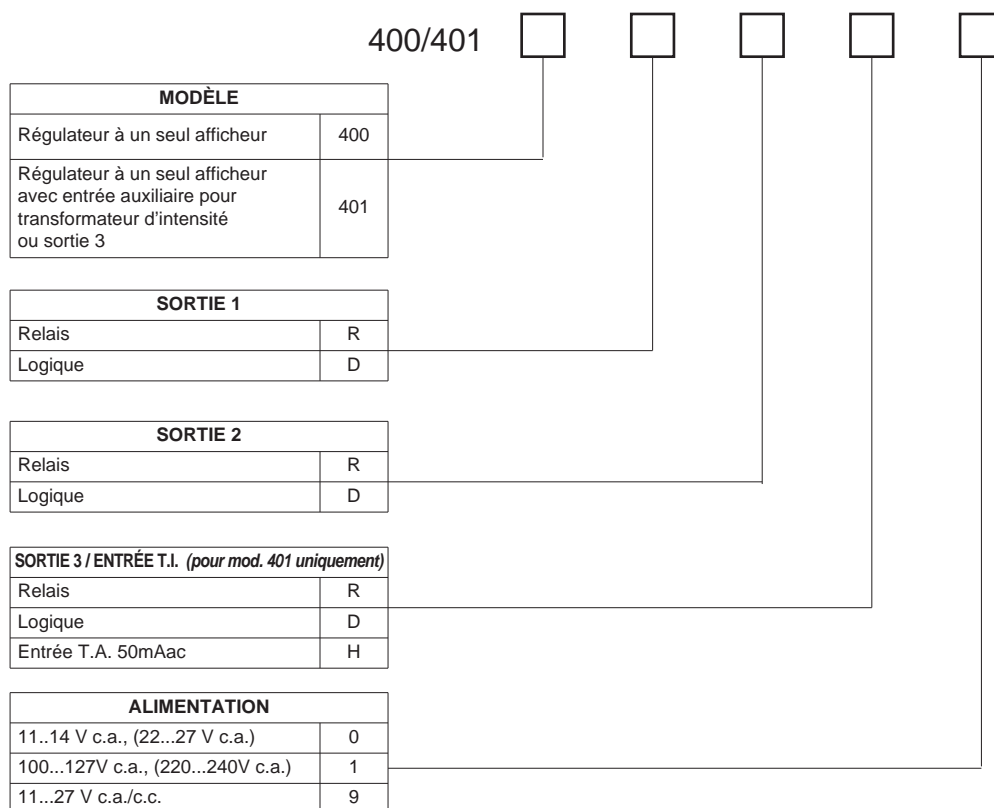 400/401
MODÈLE
Régulateur à un seul afficheur 400
Régulateur à un seul afficheur
avec entrée auxiliaire pour
transformateur d'intensité
ou sortie 3
401
SORTIE 1
Relais R
Logique D
SORTIE 2
Relais R
Logique D
SORTIE 3 / ENTRÉE T.I. (pour mod. 401 uniquement)
Relais R
Logique D
Entrée T.A. 50mAac H
ALIMENTATION
11..14 V c.a., (22...27 V c.a.) 0
100...127V c.a., (220...240V c.a.) 1
11...27 V c.a./c.c. 9